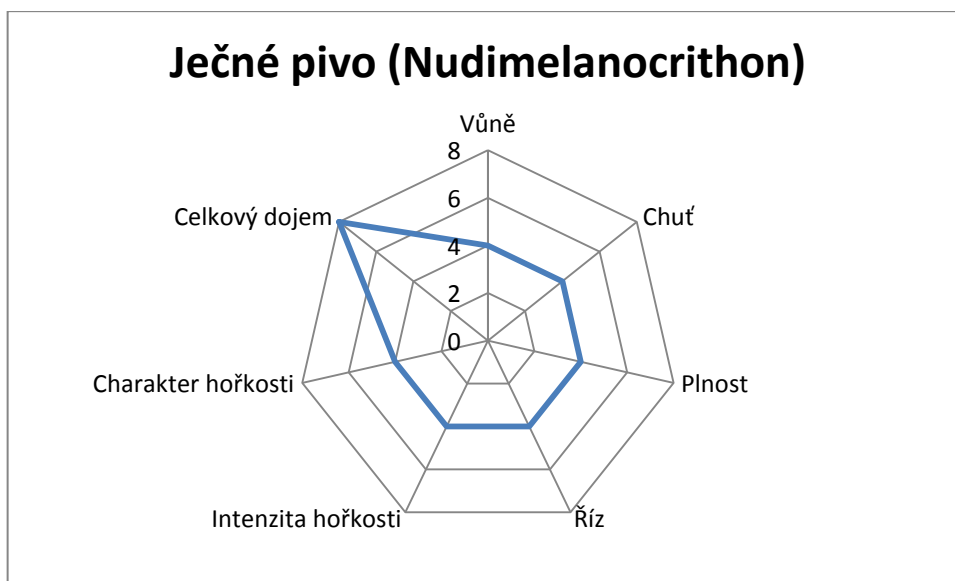 Ječné pivo (Nudimelanocrithon)
Vůně
8
6
4
2
0
Chuť
Plnost
Říz
Intenzita hořkosti
Charakter hořkosti
Celkový dojem